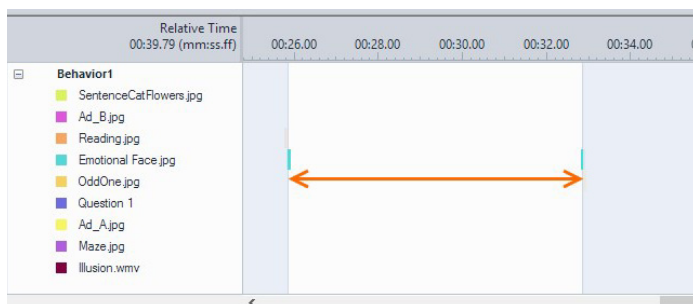 Relative Time
00:39.79 (mm:ss.ff)
00:26.00 00:28.00 00:30.00 00:32.00 00:34.00
Behavior1
SentenceCatFlowers.jpg
Ad_B.jpg
Reading.jpg
Emotional Face.jpg
OddOne.jpg
Question 1
Ad_A.jpg
Maze.jpg
Illusion.wmv